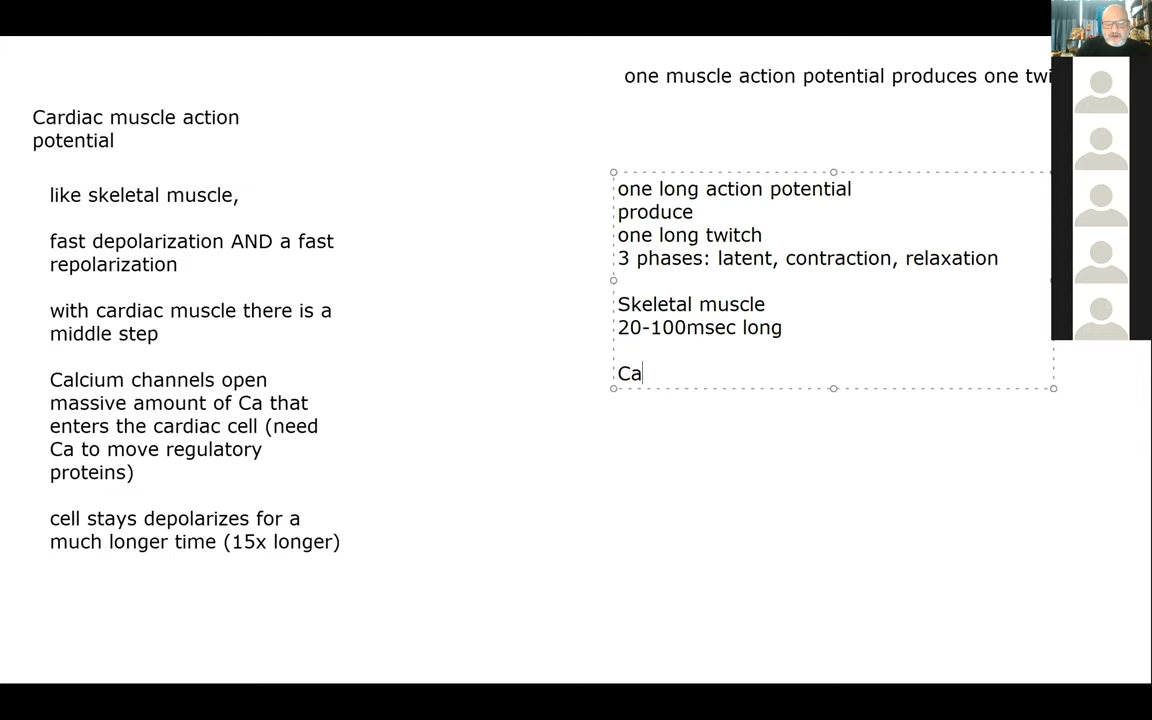 one muscle action potential produces one
Cardiac muscle action
potential
like skeletal muscle,
fast depolarization AND a fast
repolarization
with cardiac muscle there is a
middle step
Calcium channels open
massive amount of Ca that
enters the cardiac cell (need
Ca to move regulatory
proteins)
cell stays depolarizes for a
much longer time (15x longer)
one long action potential
produce
one long twitch
3 phases: latent, contraction, relaxation
Skeletal muscle
20-100msec long
Ca